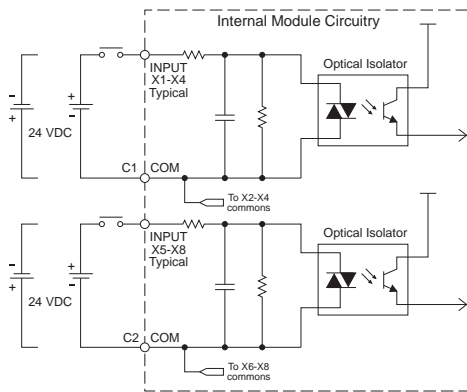 Internal Module Circuitry
INPUT
X1-X4
Typical
Optical Isolator
-
+
+
-
24 VDC
C1
COM
To X2-X4
commons
INPUT
X5-X8
Typical
Optical Isolator
-
+
+
-
24 VDC
C2
COM
To X6-X8
commons